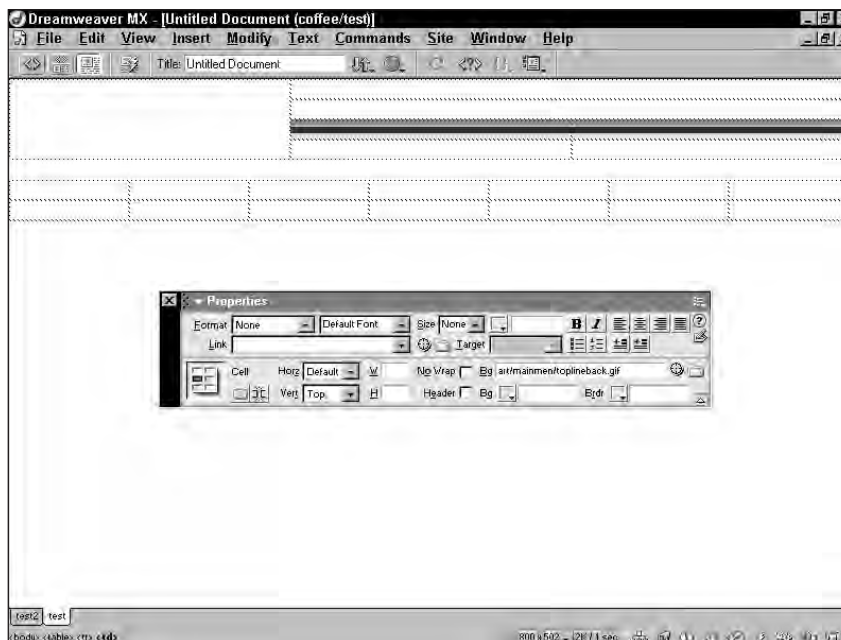 Dreamweaver MX - [Untitled Document (coffee/test)]
File Edit View Insert Modify Text Commands Site Window Help
Title: Untitled Document
Properties
Format None Default Font Size None B I
Link Target
Cell Horz Default W No Wrap Bg art/mainmen/toplineback.gif
Vert Top H Header Bg Brdr
test2 test
<body> <table> <tr> <td>